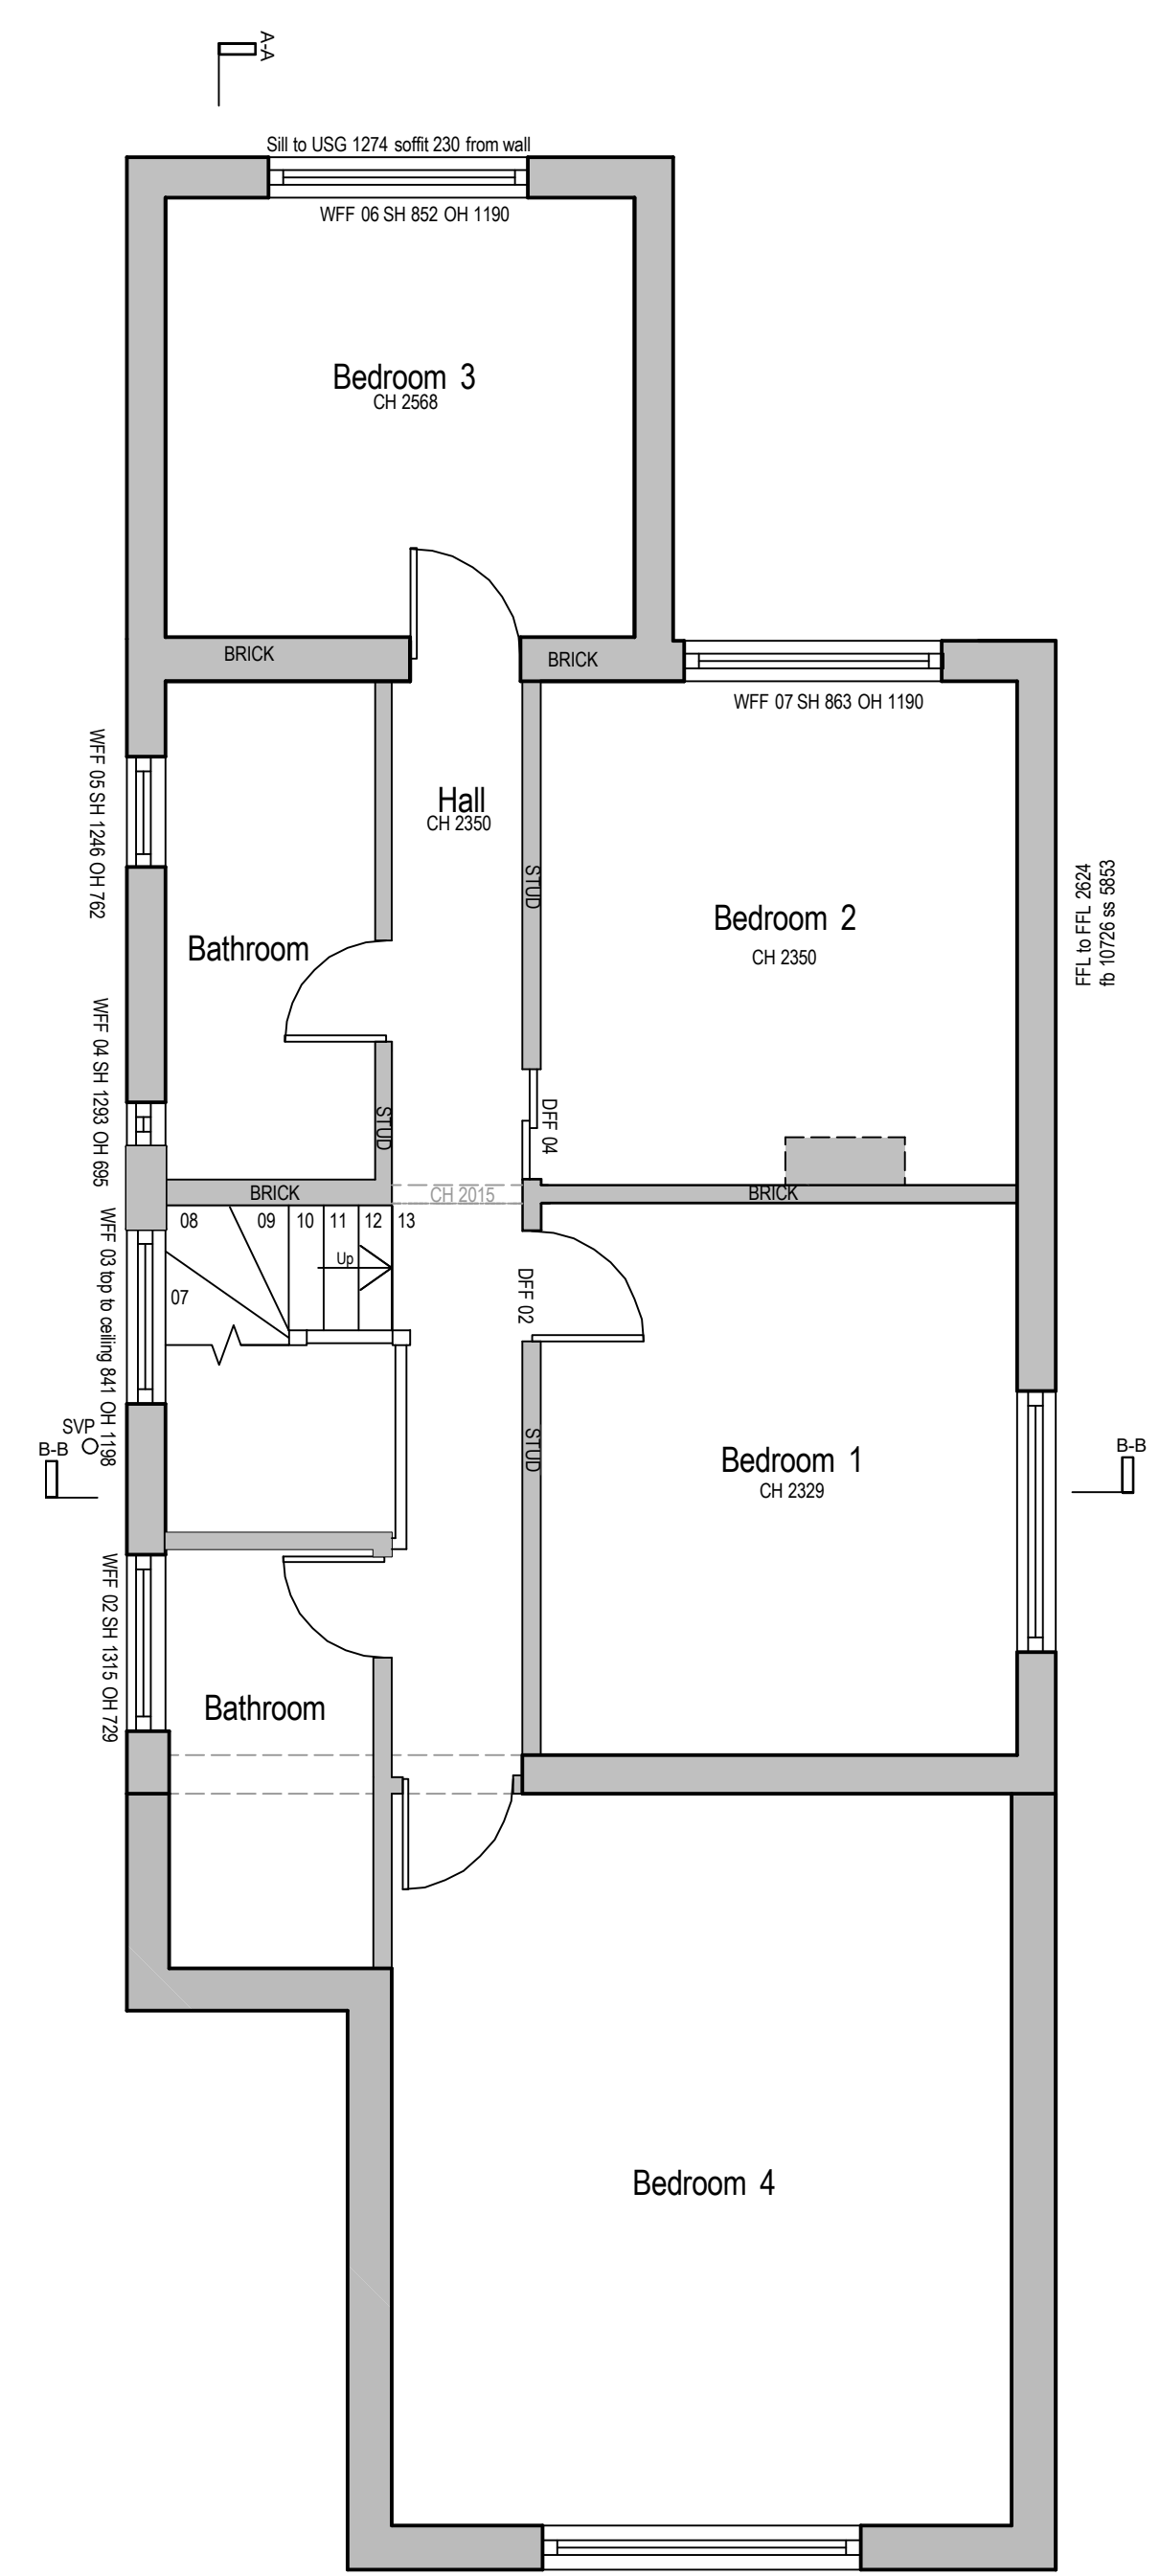 A-A
Sill to USG 1274 soffit 230 from wall
WFF 06 SH 852 OH 1190
Bedroom 3
CH 2568
BRICK
BRICK
WFF 07 SH 863 OH 1190
WFF 05 SH 1246 OH 762
Hall
CH 2350
STUD
Bedroom 2
CH 2350
FFL to FFL 2624
fb 10726 ss 5853
Bathroom
WFF 04 SH 1293 OH 695
STUD
DFF 04
BRICK
CH 2015
BRICK
08
09
10
11
12
13
Up
07
WFF 03 top to ceiling 841 OH 1198
DFF 02
STUD
Bedroom 1
CH 2329
SVP
B-B
B-B
WFF 02 SH 1315 OH 729
Bathroom
Bedroom 4